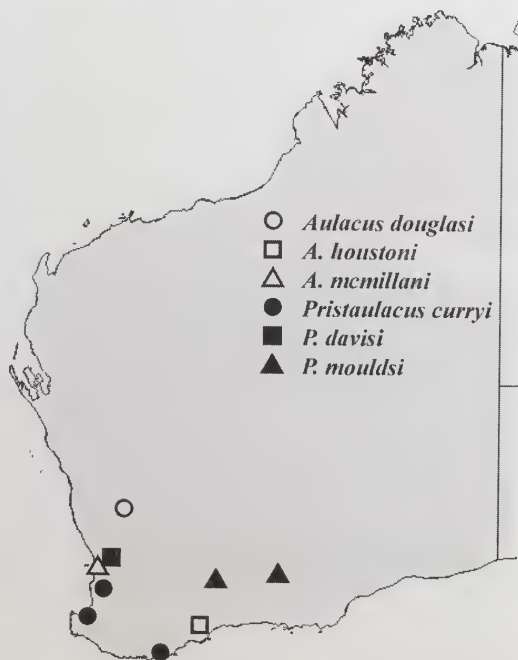 Aulacus douglasi
A. houstoni
A. mcmillani
Pristaulacus curryi
P. davisi
P. mouldsi